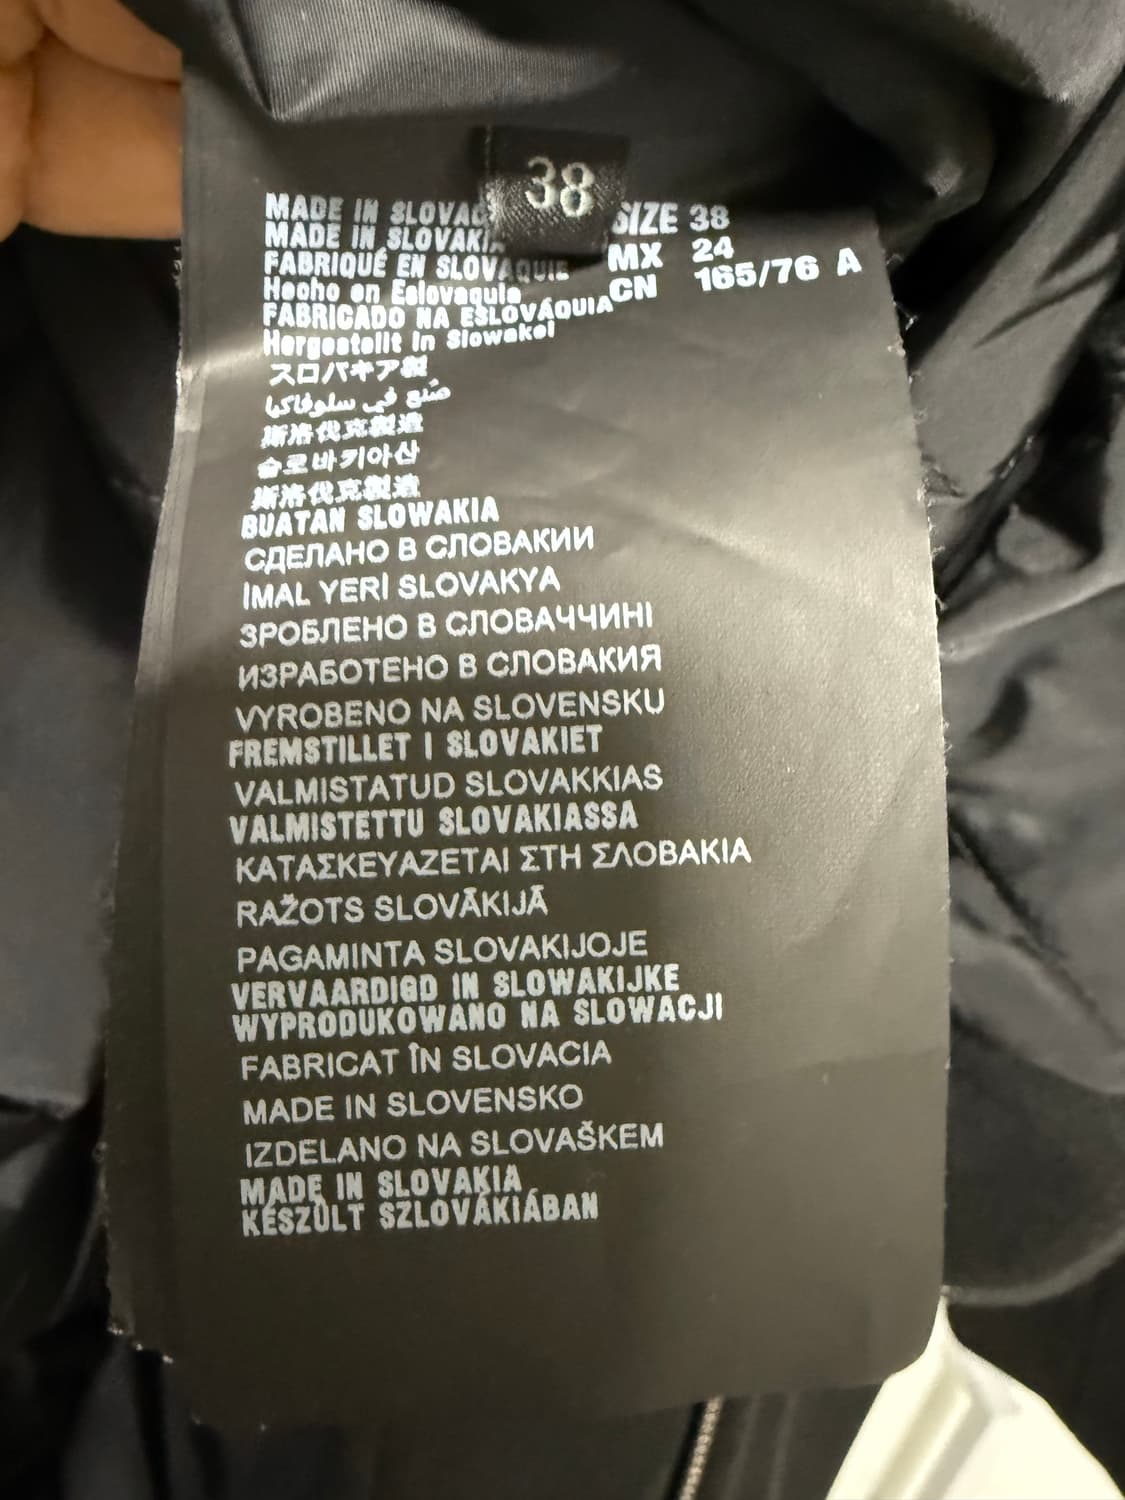 38
MADE IN SLOVAC
MADE IN SLOVAKIA
FABRIQUÉ EN SLOVAQUIE
Hecho en Eslovaquia
FABRICADO NA ESLOVÁQUIA
Hergestellt in Slowakei
スロバキア製
صنع في سلوفاكيا
斯洛伐克製造
슬로바키아산
斯洛伐克製造
BUATAN SLOWAKIA
СДЕЛАНО В СЛОВАКИИ
İMAL YERİ SLOVAKYA
ЗРОБЛЕНО В СЛОВАЧЧИНІ
ИЗРАБОТЕНО В СЛОВАКИЯ
VYROBENO NA SLOVENSKU
FREMSTILLET I SLOVAKIET
VALMISTATUD SLOVAKKIAS
VALMISTETTU SLOVAKIASSA
ΚΑΤΑΣΚΕΥΑΖΕΤΑΙ ΣΤΗ ΣΛΟΒΑΚΙΑ
RAŽOTS SLOVĀKIJĀ
PAGAMINTA SLOVAKIJOJE
VERVAARDIGD IN SLOWAKIJKE
WYPRODUKOWANO NA SLOWACJI
FABRICAT ÎN SLOVACIA
MADE IN SLOVENSKO
IZDELANO NA SLOVAŠKEM
MADE IN SLOVAKIA
KÉSZÜLT SZLOVÁKIÁBAN
SIZE 38
MX 24
CN 165/76 A